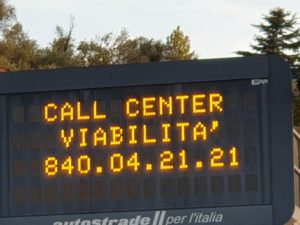 CALL CENTER
VIABILITA'
840.04.21.21
autostrade per l'italia